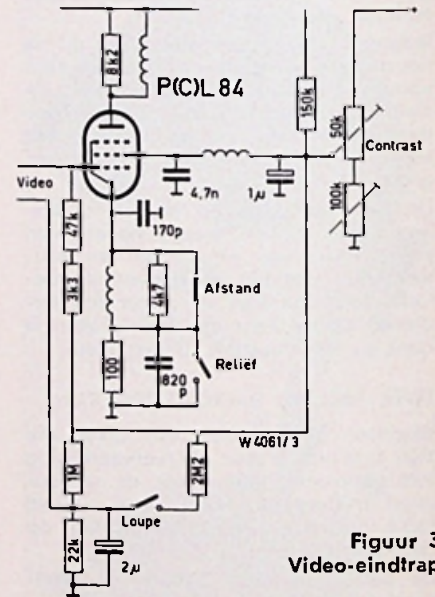 8k2
P(C)L 84
150k
50k
Contrast
100k
Video
4,7n
1µ
47k
170p
3k3
4k7
Afstand
100
Reliëf
820
p
W 4061/3
1M
2M2
Loupe
22k
2µ
Figuur 3
Video-eindtrap